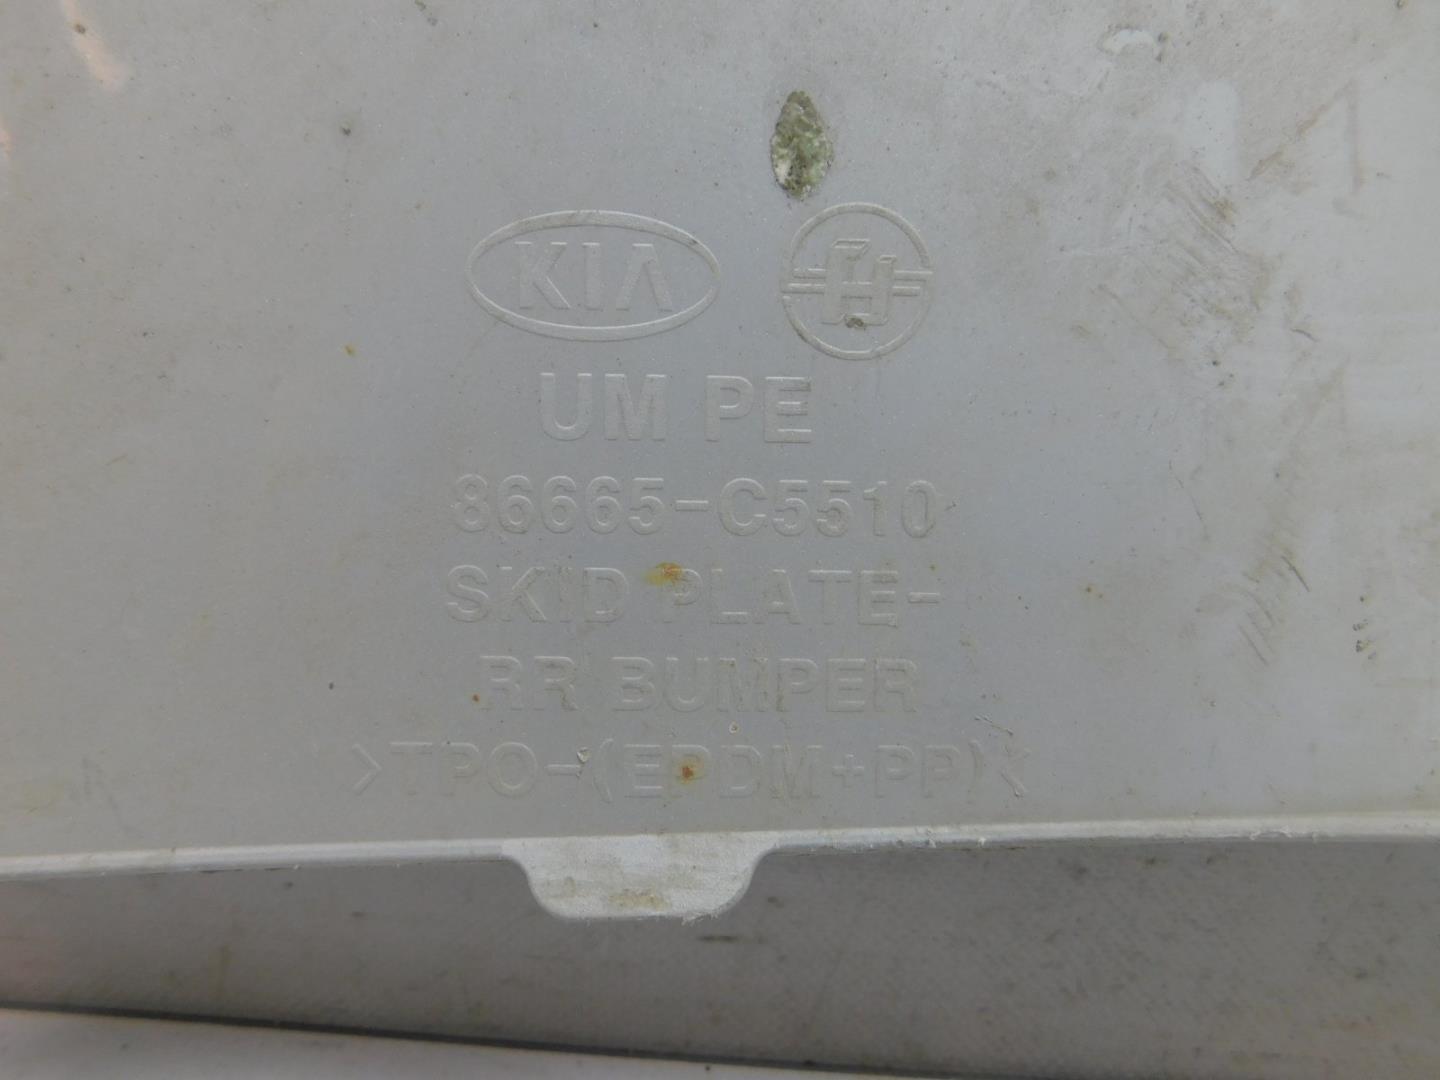 KIA
UM PE
86665-C5510
SKID PLATE-
RR BUMPER
>TPO-(EPDM+PP)<